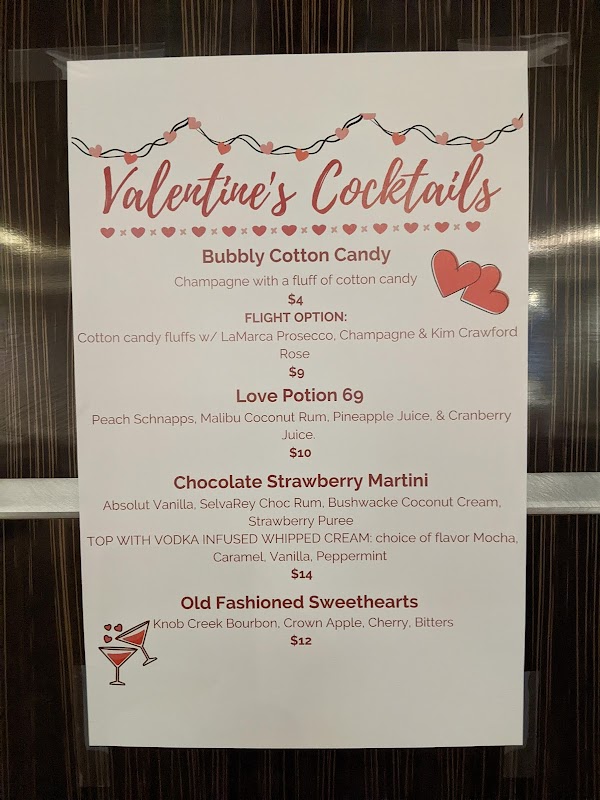 Valentine's Cocktails
Bubbly Cotton Candy
Champagne with a fluff of cotton candy
$4
FLIGHT OPTION:
Cotton candy fluffs w/ LaMarca Prosecco, Champagne & Kim Crawford
Rose
$9
Love Potion 69
Peach Schnapps, Malibu Coconut Rum, Pineapple Juice, & Cranberry
Juice.
$10
Chocolate Strawberry Martini
Absolut Vanilla, SelvaRey Choc Rum, Bushwacke Coconut Cream,
Strawberry Puree
TOP WITH VODKA INFUSED WHIPPED CREAM: choice of flavor Mocha,
Caramel, Vanilla, Peppermint
$14
Old Fashioned Sweethearts
Knob Creek Bourbon, Crown Apple, Cherry, Bitters
$12